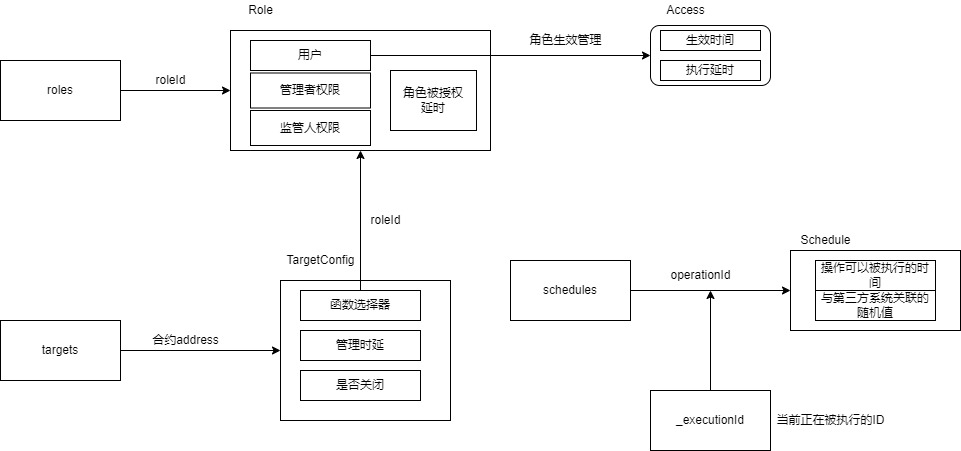 Role
Access
用户
角色生效管理
生效时间
执行延时
roles
roleId
管理者权限
角色被授权
延时
监管人权限
roleId
TargetConfig
函数选择器
targets
合约address
管理时延
是否关闭
Schedule
schedules
operationId
操作可以被执行的时
间
与第三方系统关联的
随机值
_executionId
当前正在被执行的ID